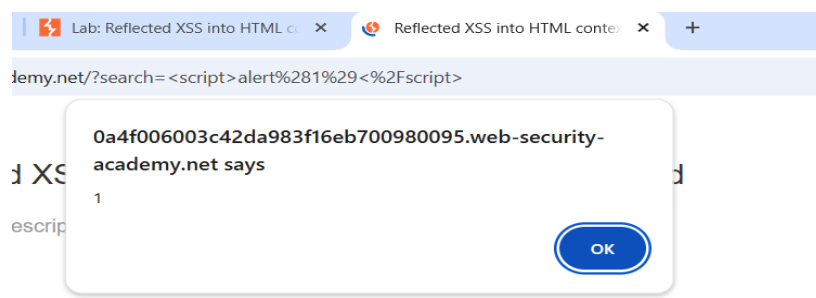 Lab: Reflected XSS into HTML c
Reflected XSS into HTML conte
demy.net/?search=<script>alert%281%29<%2Fscript>
0a4f006003c42da983f16eb700980095.web-security-
academy.net says
d XS d
1
escrip
OK